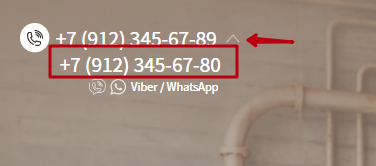 +7 (912) 345-67-89
+7 (912) 345-67-80
Viber / WhatsApp